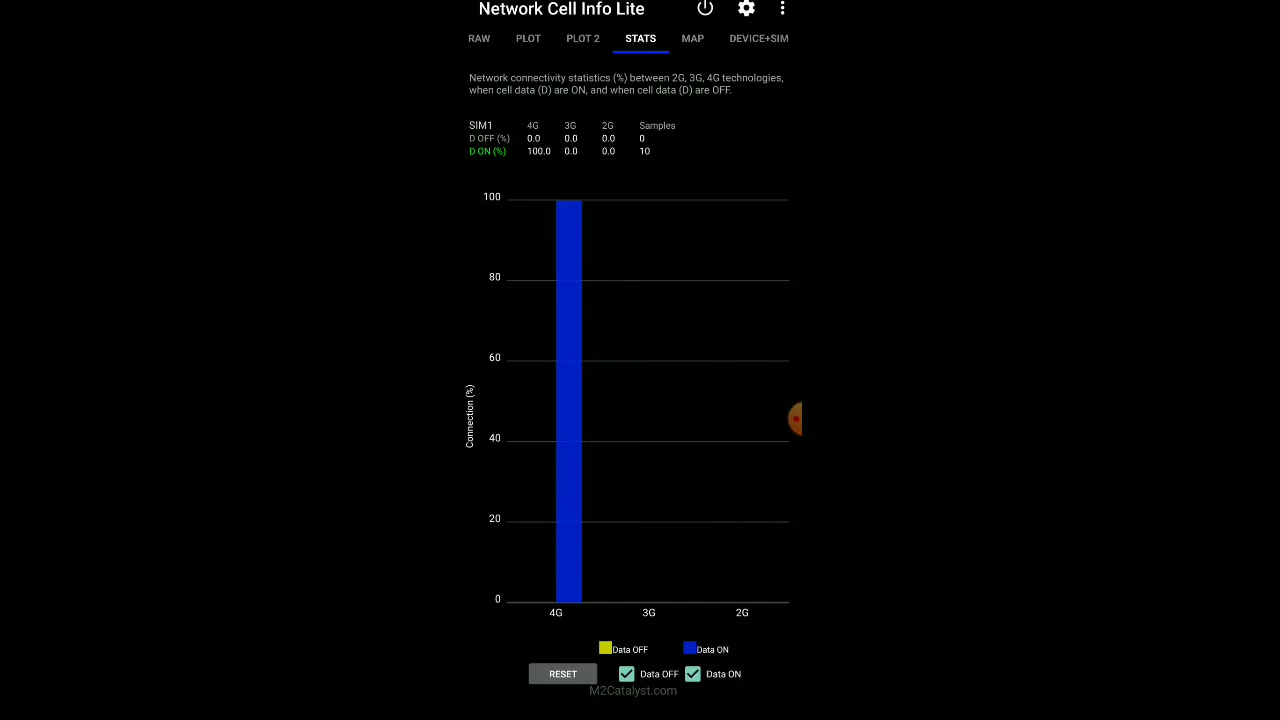 Network Cell Info Lite
RAW PLOT PLOT 2 STATS MAP DEVICE+SIM
Network connectivity statistics (%) between 2G, 3G, 4G technologies,
when cell data (D) are ON, and when cell data (D) are OFF.
SIM1 4G 3G 2G Samples
D OFF (%) 0.0 0.0 0.0 0
D ON (%) 100.0 0.0 0.0 10
100
80
60
40
20
0
Connection (%)
4G 3G 2G
Data OFF Data ON
RESET Data OFF Data ON
M2Catalyst.com